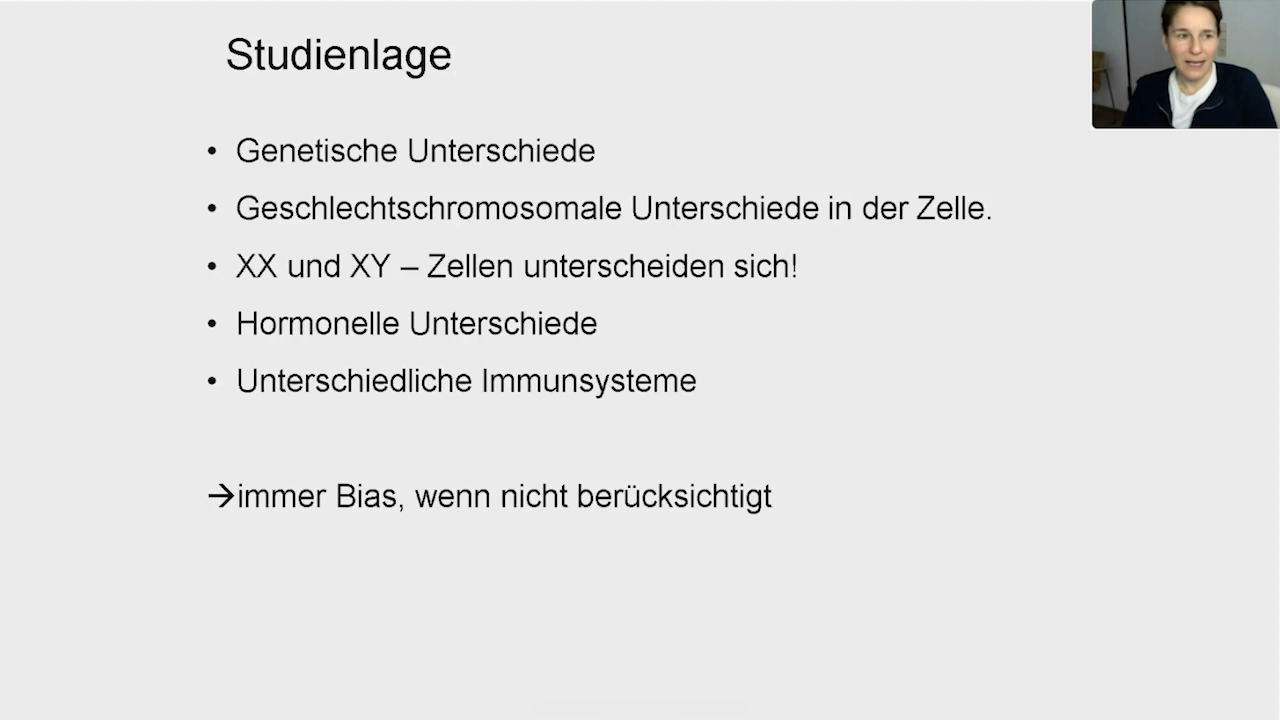 Studienlage
• Genetische Unterschiede
• Geschlechtschromosomale Unterschiede in der Zelle.
• XX und XY – Zellen unterscheiden sich!
• Hormonelle Unterschiede
• Unterschiedliche Immunsysteme
→immer Bias, wenn nicht berücksichtigt